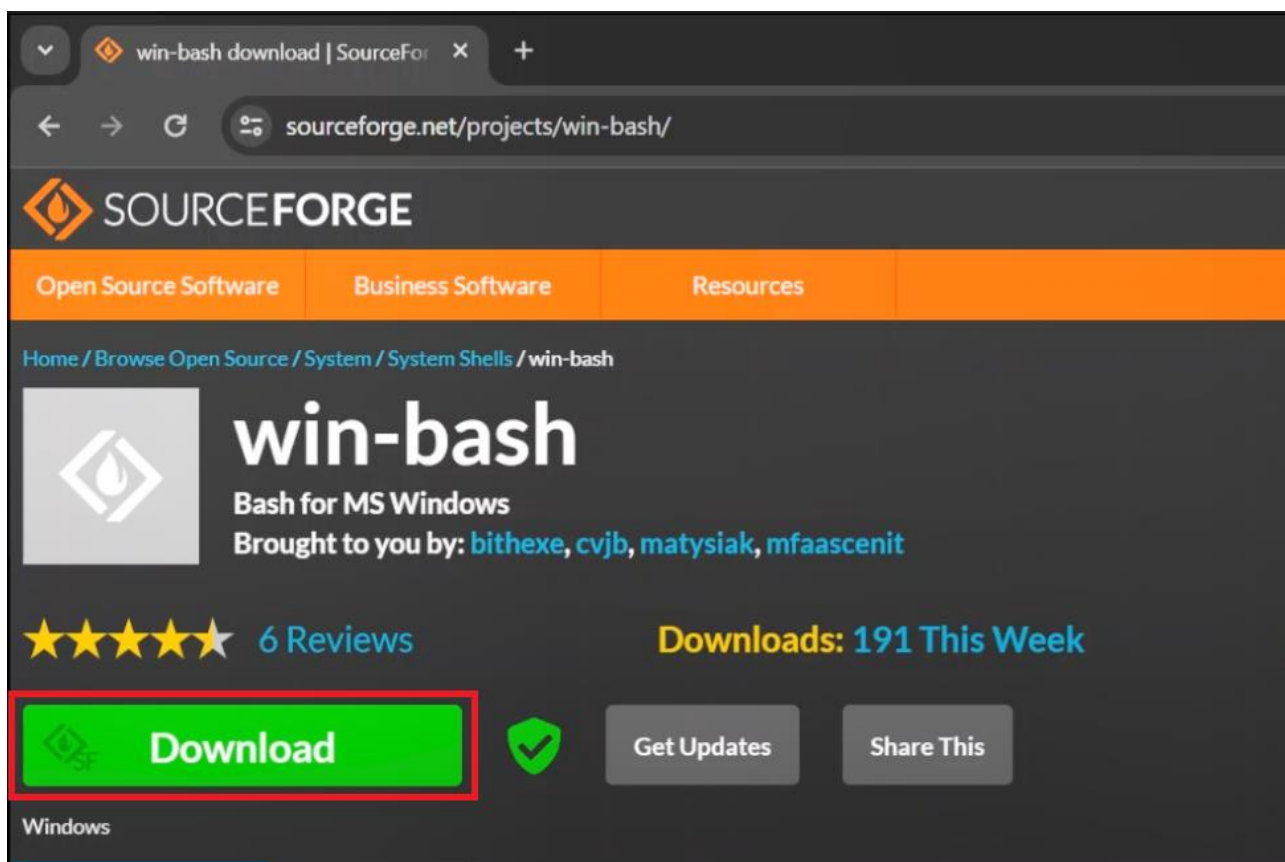 win-bash download | SourceFor
sourceforge.net/projects/win-bash/
SOURCEFORGE
Open Source Software Business Software Resources
Home / Browse Open Source / System / System Shells / win-bash
win-bash
Bash for MS Windows
Brought to you by: bithexe, cvjb, matysiak, mfaascenit
6 Reviews Downloads: 191 This Week
SF Download Get Updates Share This
Windows